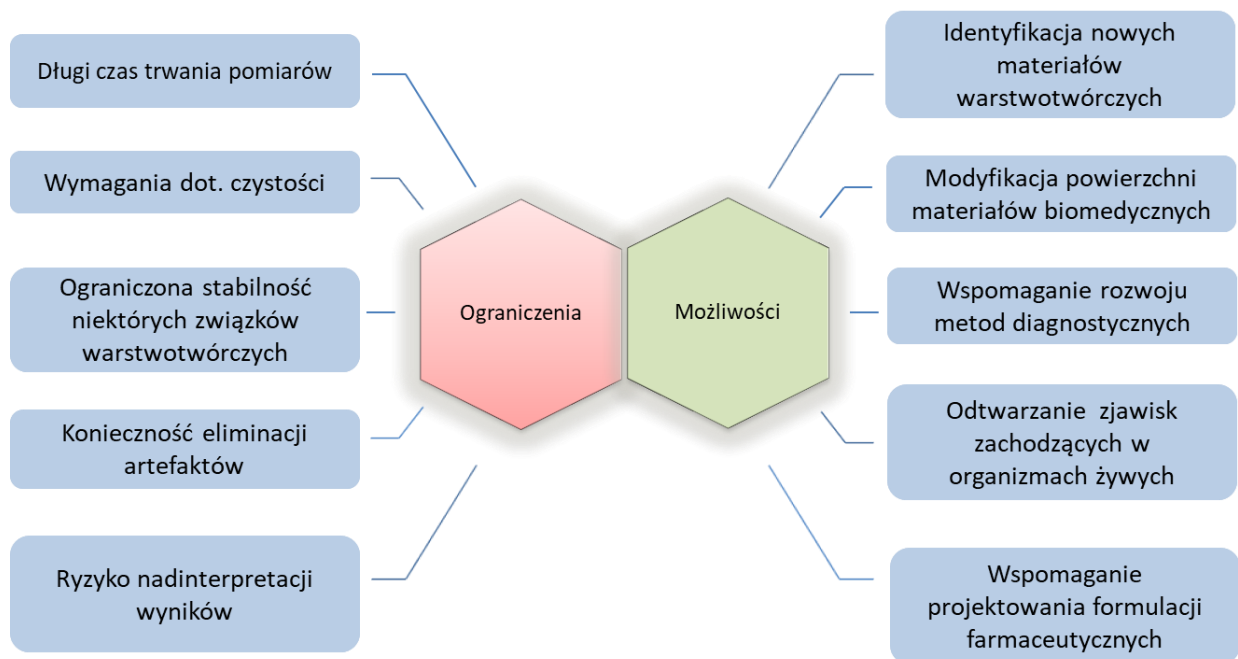 Długi czas trwania pomiarów
Wymagania dot. czystości
Ograniczona stabilność
niektórych związków
warstwotwórczych
Konieczność eliminacji
artefaktów
Ryzyko nadinterpretacji
wyników
Ograniczenia
Możliwości
Identyfikacja nowych
materiałów
warstwotwórczych
Modyfikacja powierzchni
materiałów biomedycznych
Wspomaganie rozwoju
metod diagnostycznych
Odtwarzanie zjawisk
zachodzących w
organizmach żywych
Wspomaganie
projektowania formulacji
farmaceutycznych